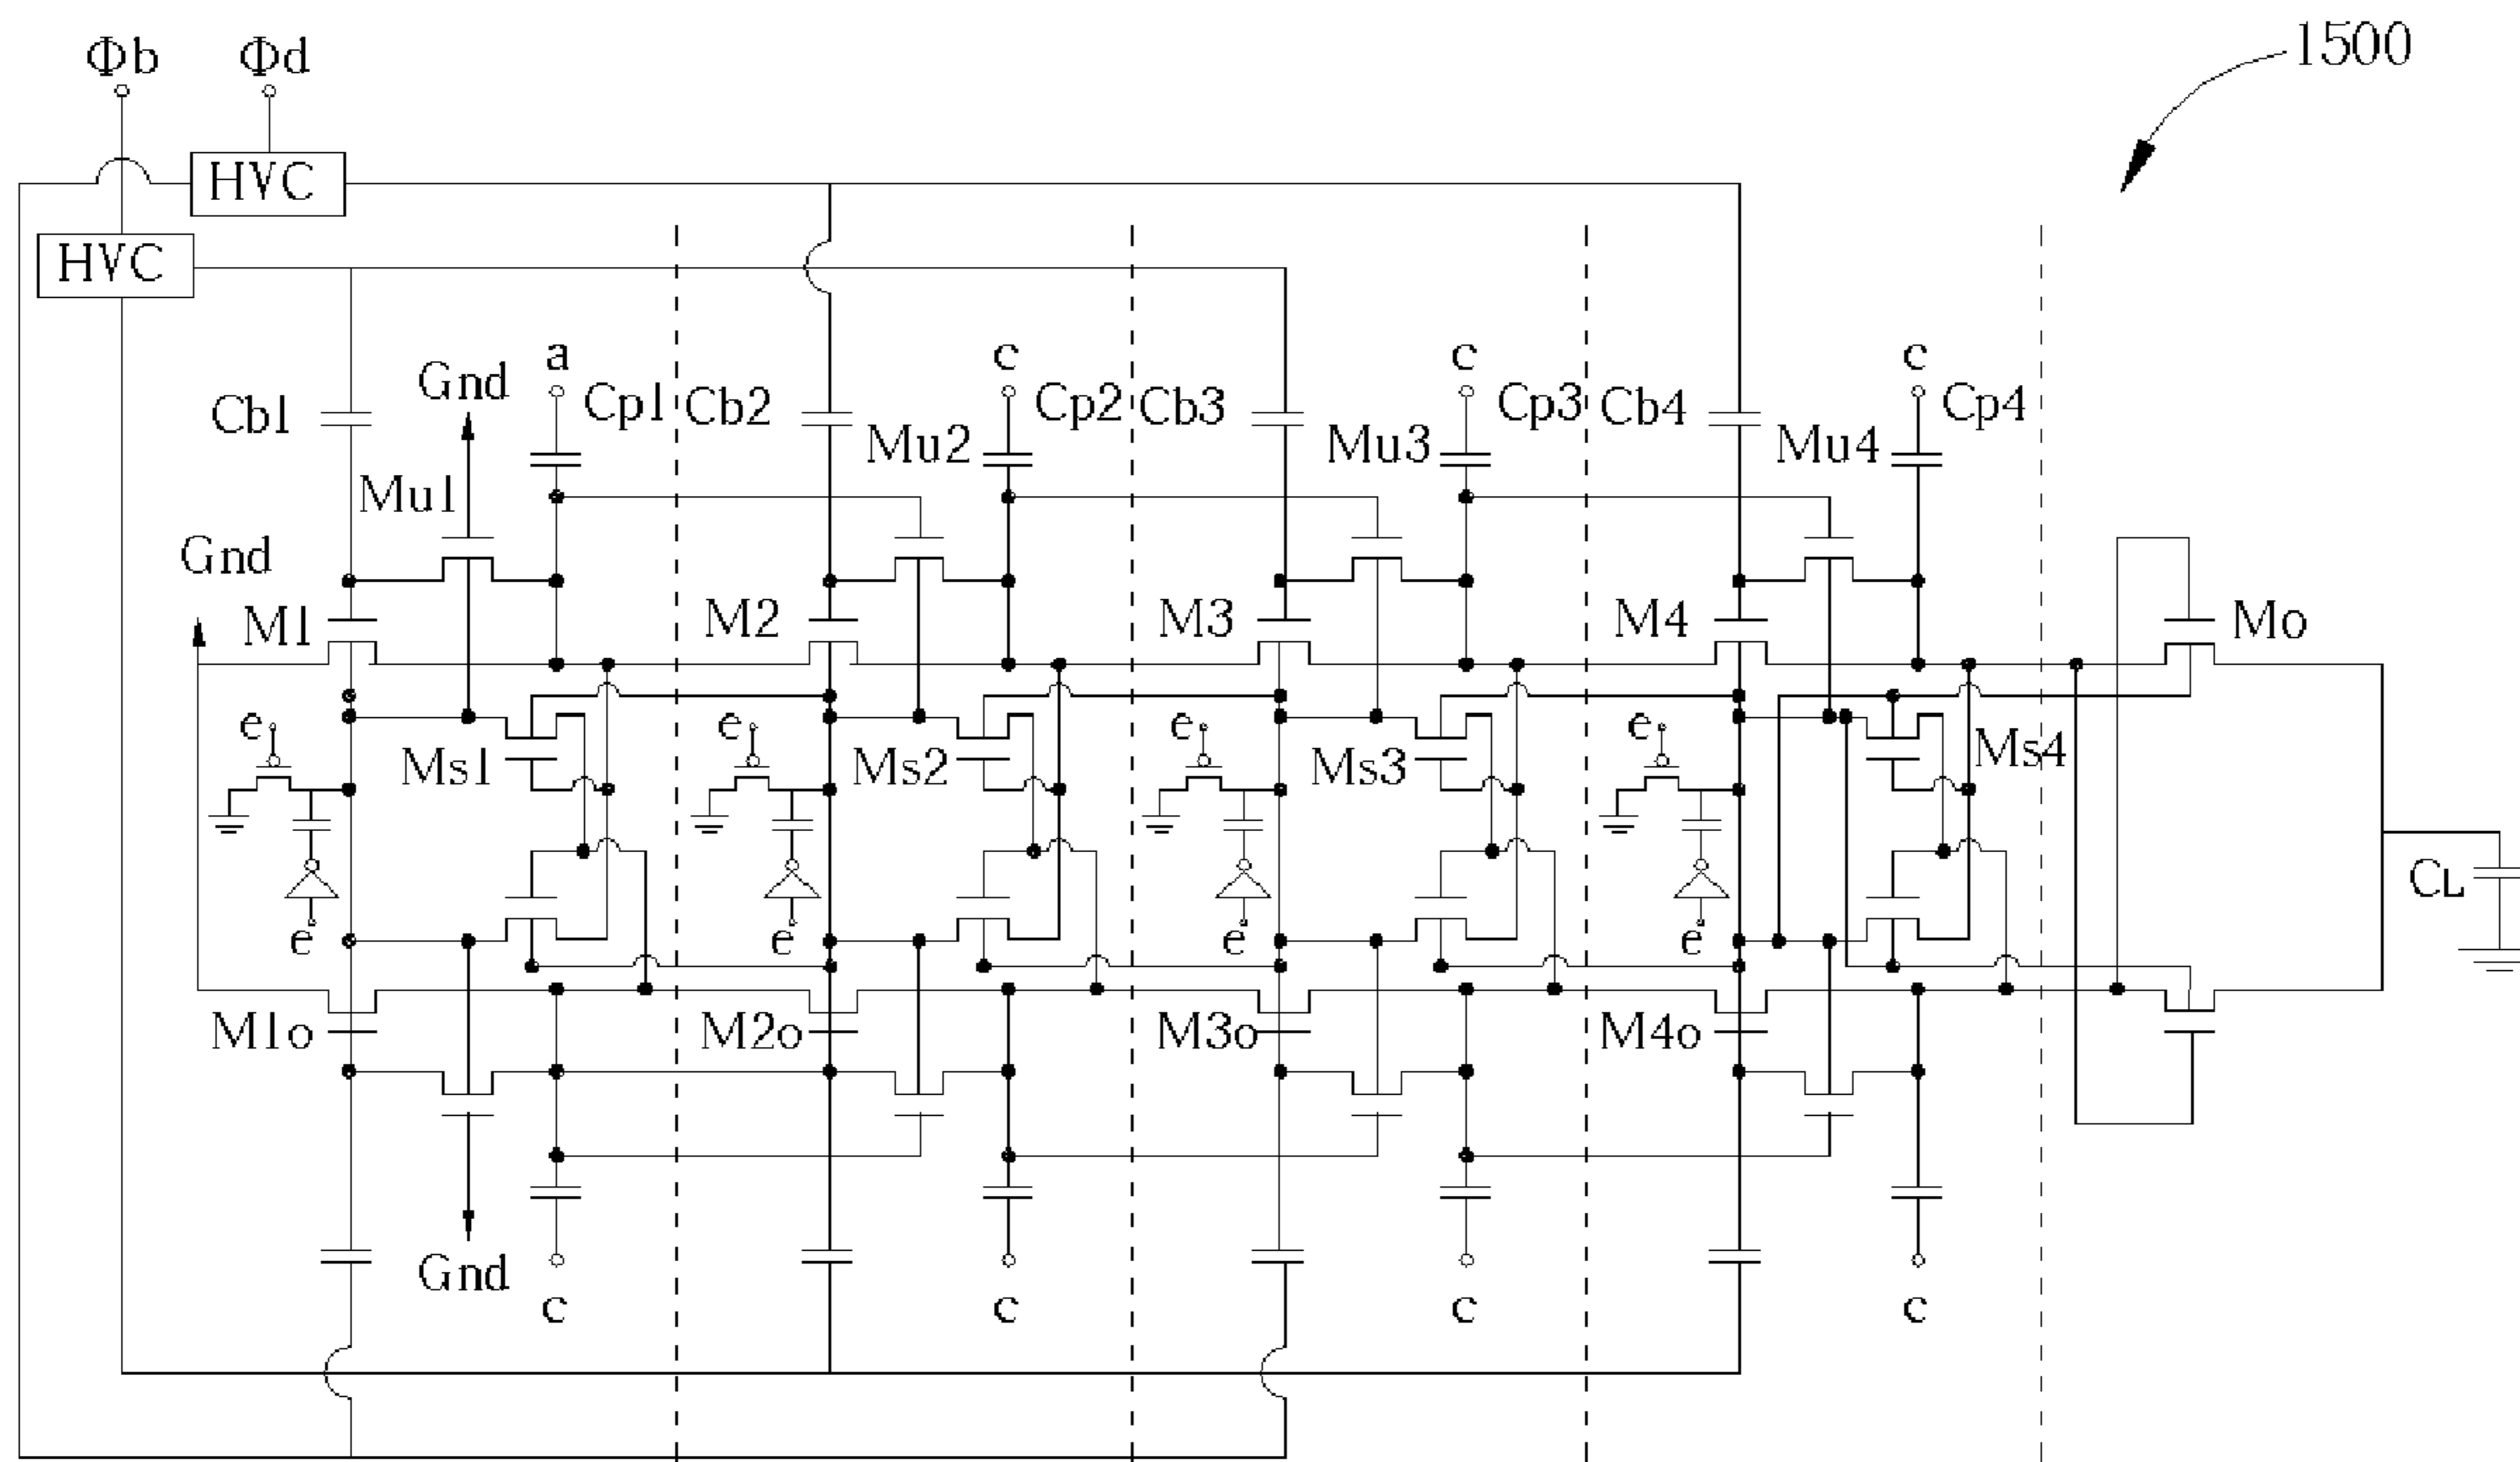 Φb Φd 1500
HVC
HVC
a c c c
Gnd
Cb1 Cp1 Cb2 Cp2 Cb3 Cp3 Cb4 Cp4
Mu1 Mu2 Mu3 Mu4
Gnd
M1 M2 M3 M4 Mo
e e e e
Ms1 Ms2 Ms3 Ms4
CL
e e e e
M1o M2o M3o M4o
Gnd
c c c c